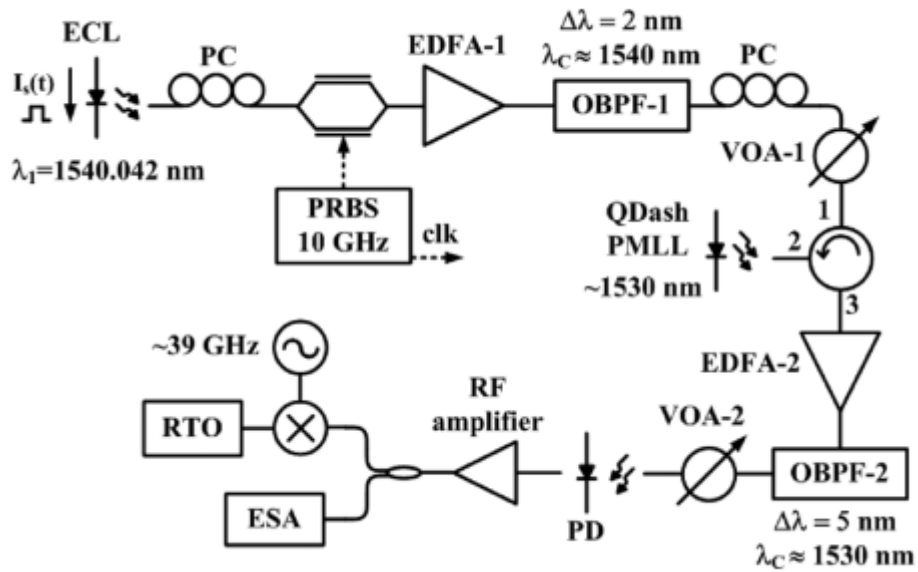 ECL
PC
EDFA-1
Δλ = 2 nm
λC ≈ 1540 nm
PC
Is(t)
OBPF-1
λ1=1540.042 nm
VOA-1
PRBS
10 GHz
clk
QDash
PMLL
~1530 nm
1
2
3
~39 GHz
EDFA-2
RF
amplifier
VOA-2
RTO
OBPF-2
ESA
PD
Δλ = 5 nm
λC ≈ 1530 nm